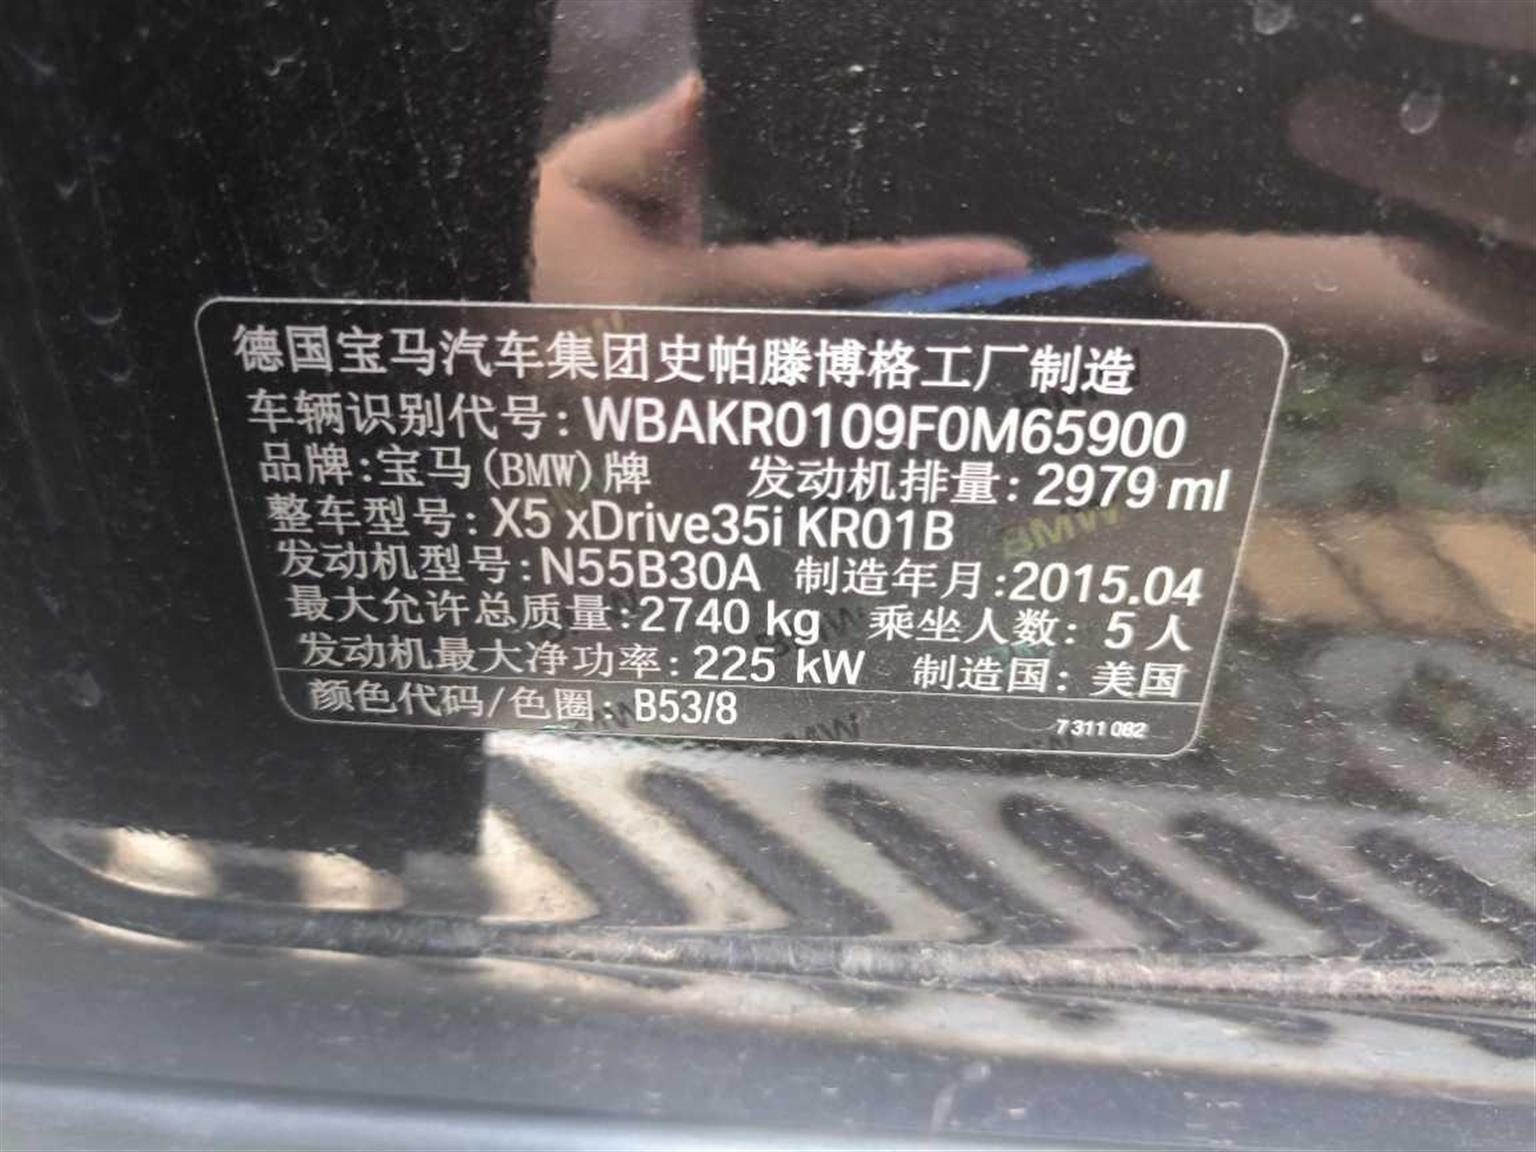 德国宝马汽车集团史帕滕博格工厂制造
车辆识别代号:WBAKR0109F0M65900
品牌:宝马(BMW)牌 发动机排量:2979 ml
整车型号:X5 xDrive35i KR01B
发动机型号:N55B30A 制造年月:2015.04
最大允许总质量:2740 kg 乘坐人数:5人
发动机最大净功率:225 kW 制造国:美国
颜色代码/色圈:B53/8
7 311 082